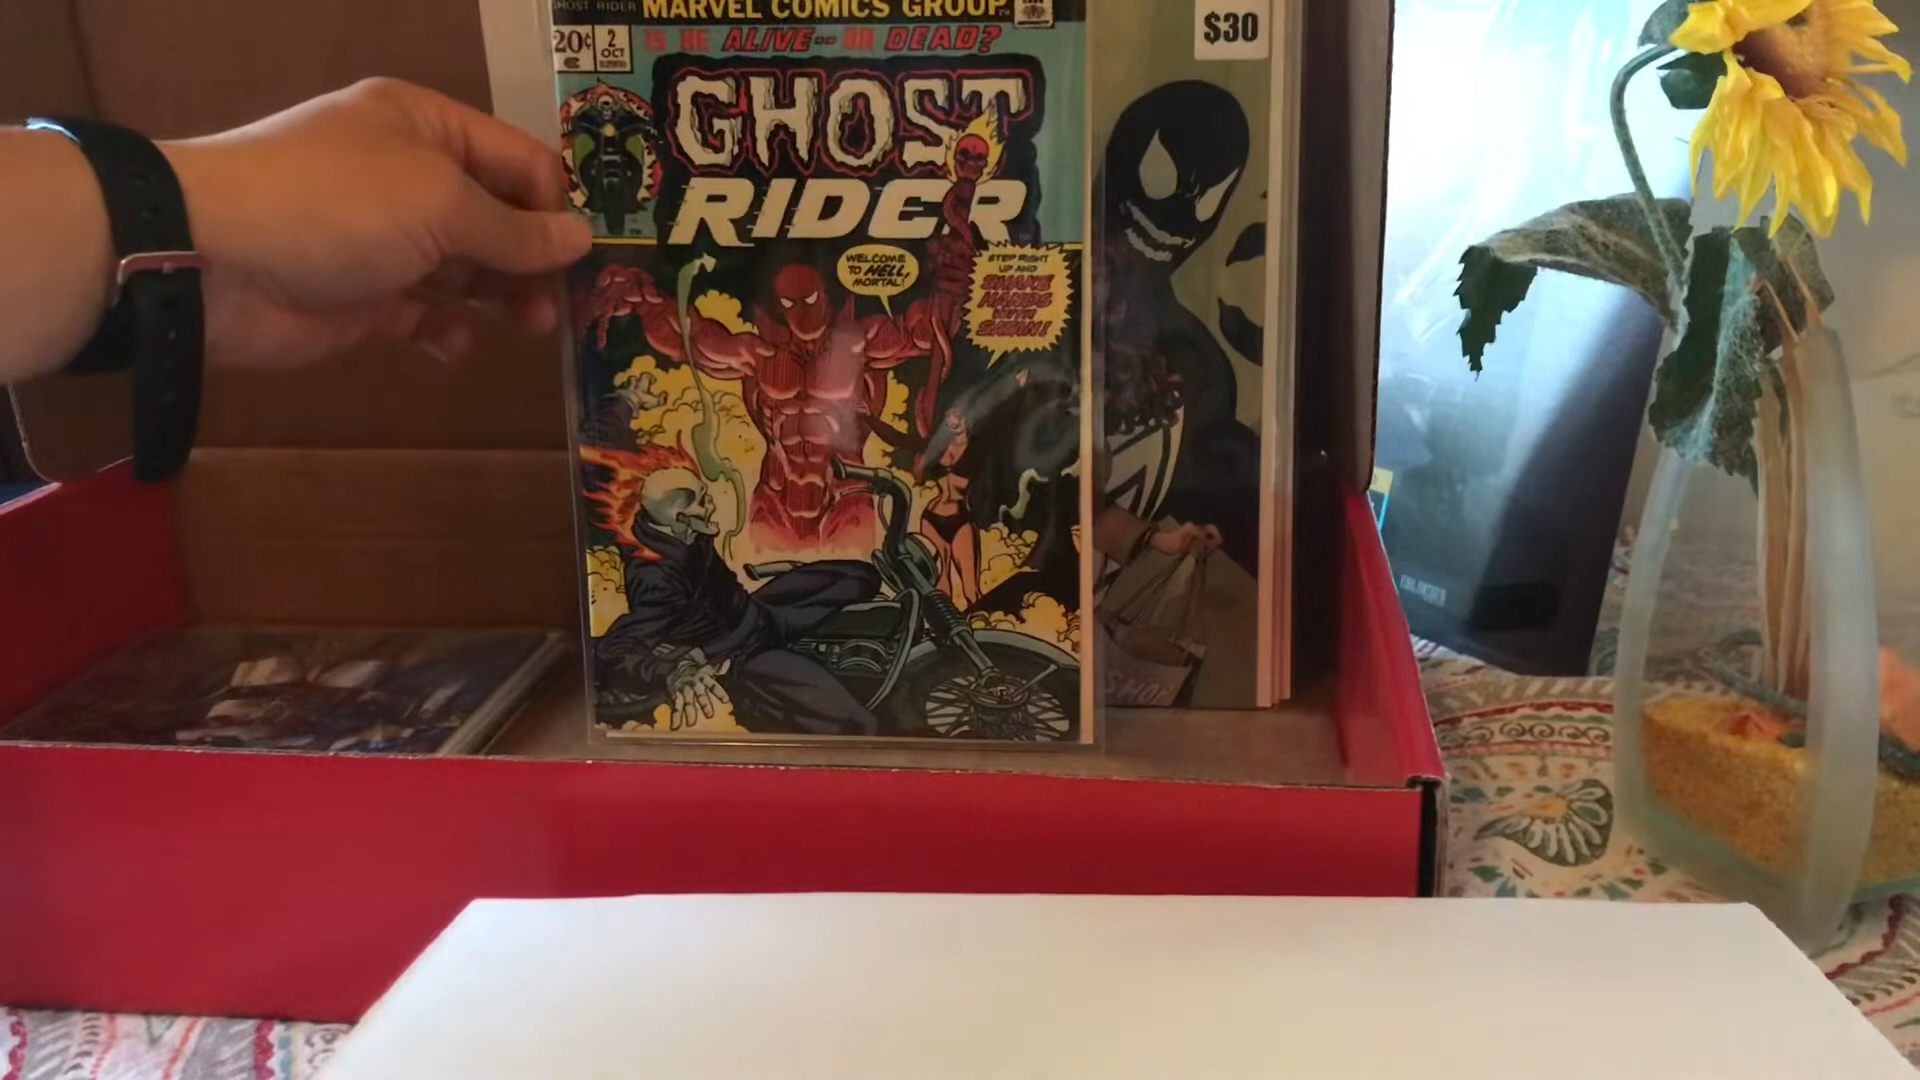 GHOST RIDER MARVEL COMICS GROUP
20¢ 2 OCT
IS HE ALIVE--OR DEAD?
GHOST
RIDER
WELCOME
TO HELL,
MORTAL!
STEP RIGHT
UP AND
SHAKE
HANDS
WITH
SATAN!
$30
SHOP